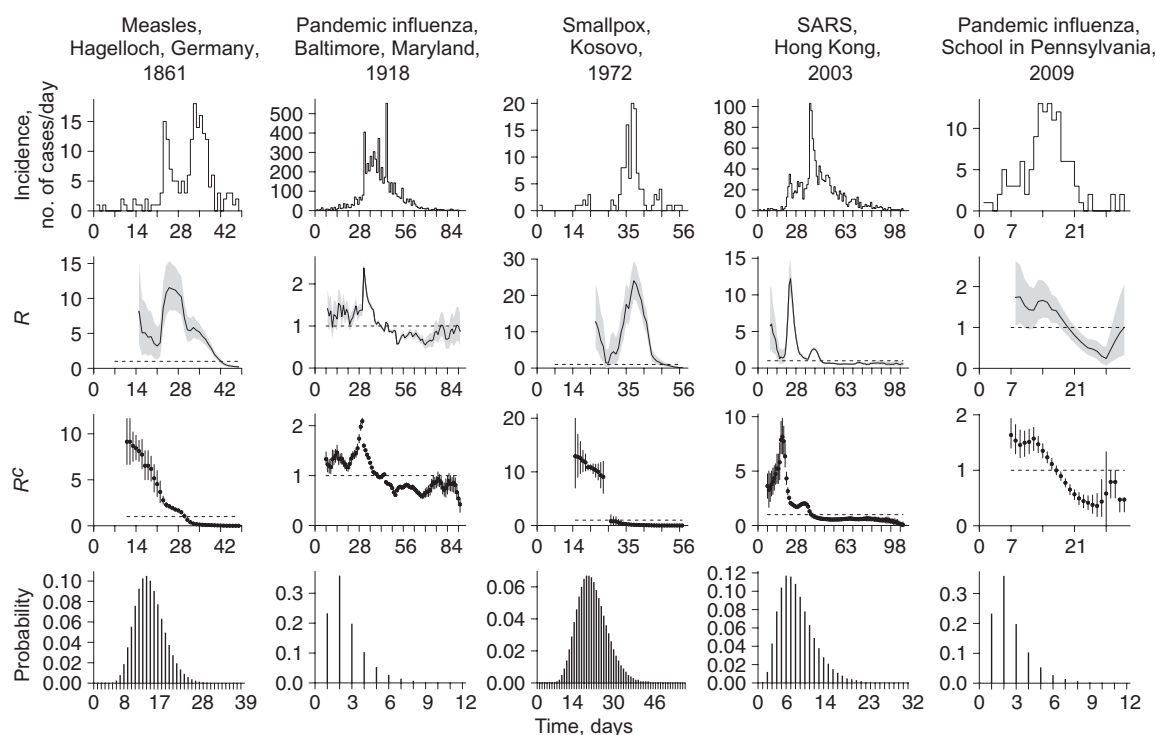 Measles,
Hagelloch, Germany,
1861
Pandemic influenza,
Baltimore, Maryland,
1918
Smallpox,
Kosovo,
1972
SARS,
Hong Kong,
2003
Pandemic influenza,
School in Pennsylvania,
2009
Incidence,
no. of cases/day
15
10
5
0
0 14 28 42
500
400
300
200
100
0
0 28 56 84
20
15
10
5
0
0 14 35 56
100
80
60
40
20
0
0 28 63 98
10
5
0
0 7 21
R
15
10
5
0
0 14 28 42
2
1
0
0 28 56 84
30
20
10
0
0 14 35 56
15
10
5
0
0 28 63 98
2
1
0
0 7 21
Rc
10
5
0
0 14 28 42
2
1
0
0 28 56 84
20
10
0
0 14 35 56
10
5
0
0 28 63 98
2
1
0
0 7 21
Probability
0.10
0.08
0.06
0.04
0.02
0.00
0 8 17 28 39
0.3
0.2
0.1
0.0
0 3 6 9 12
0.06
0.04
0.02
0.00
0 14 30 46
0.12
0.10
0.08
0.06
0.04
0.02
0.00
0 6 14 23 32
0.3
0.2
0.1
0.0
0 3 6 9 12
Time, days